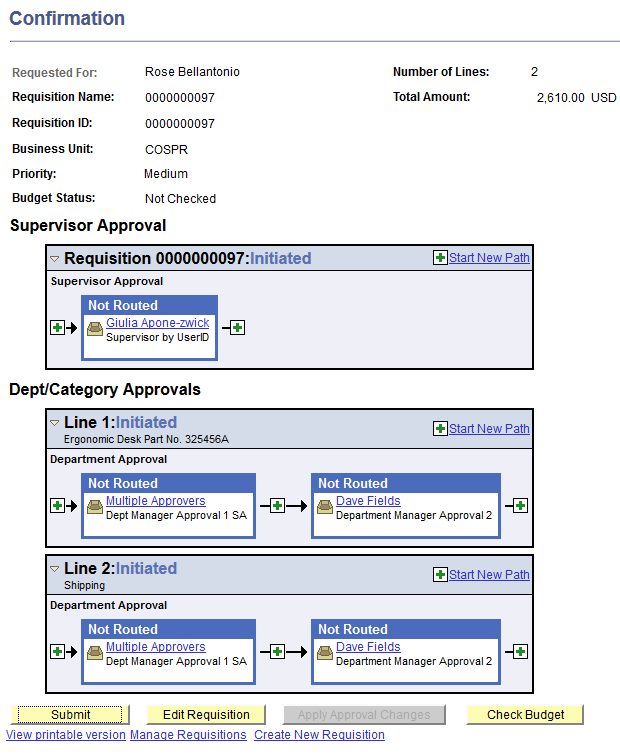 Confirmation
Requested For: Rose Bellantonio Number of Lines: 2
Requisition Name: 0000000097 Total Amount: 2,610.00 USD
Requisition ID: 0000000097
Business Unit: COSPR
Priority: Medium
Budget Status: Not Checked
Supervisor Approval
Requisition 0000000097:Initiated Start New Path
Supervisor Approval
Not Routed
Giulia Apone-zwick
Supervisor by UserID
Dept/Category Approvals
Line 1:Initiated Start New Path
Ergonomic Desk Part No. 325456A
Department Approval
Not Routed Not Routed
Multiple Approvers Dave Fields
Dept Manager Approval 1 SA Department Manager Approval 2
Line 2:Initiated Start New Path
Shipping
Department Approval
Not Routed Not Routed
Multiple Approvers Dave Fields
Dept Manager Approval 1 SA Department Manager Approval 2
Submit Edit Requisition Apply Approval Changes Check Budget
View printable version Manage Requisitions Create New Requisition